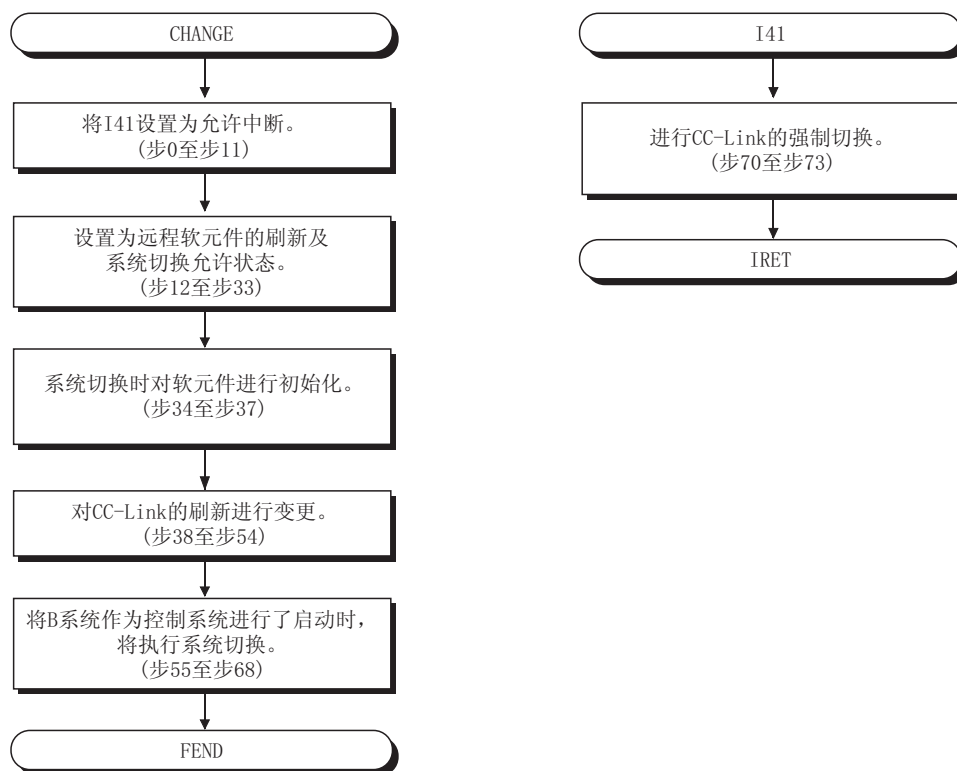 CHANGE
将I41设置为允许中断。
(步0至步11)
设置为远程软元件的刷新及
系统切换允许状态。
(步12至步33)
系统切换时对软元件进行初始化。
(步34至步37)
对CC-Link的刷新进行变更。
(步38至步54)
将B系统作为控制系统进行了启动时，
将执行系统切换。
(步55至步68)
FEND
I41
进行CC-Link的强制切换。
(步70至步73)
IRET